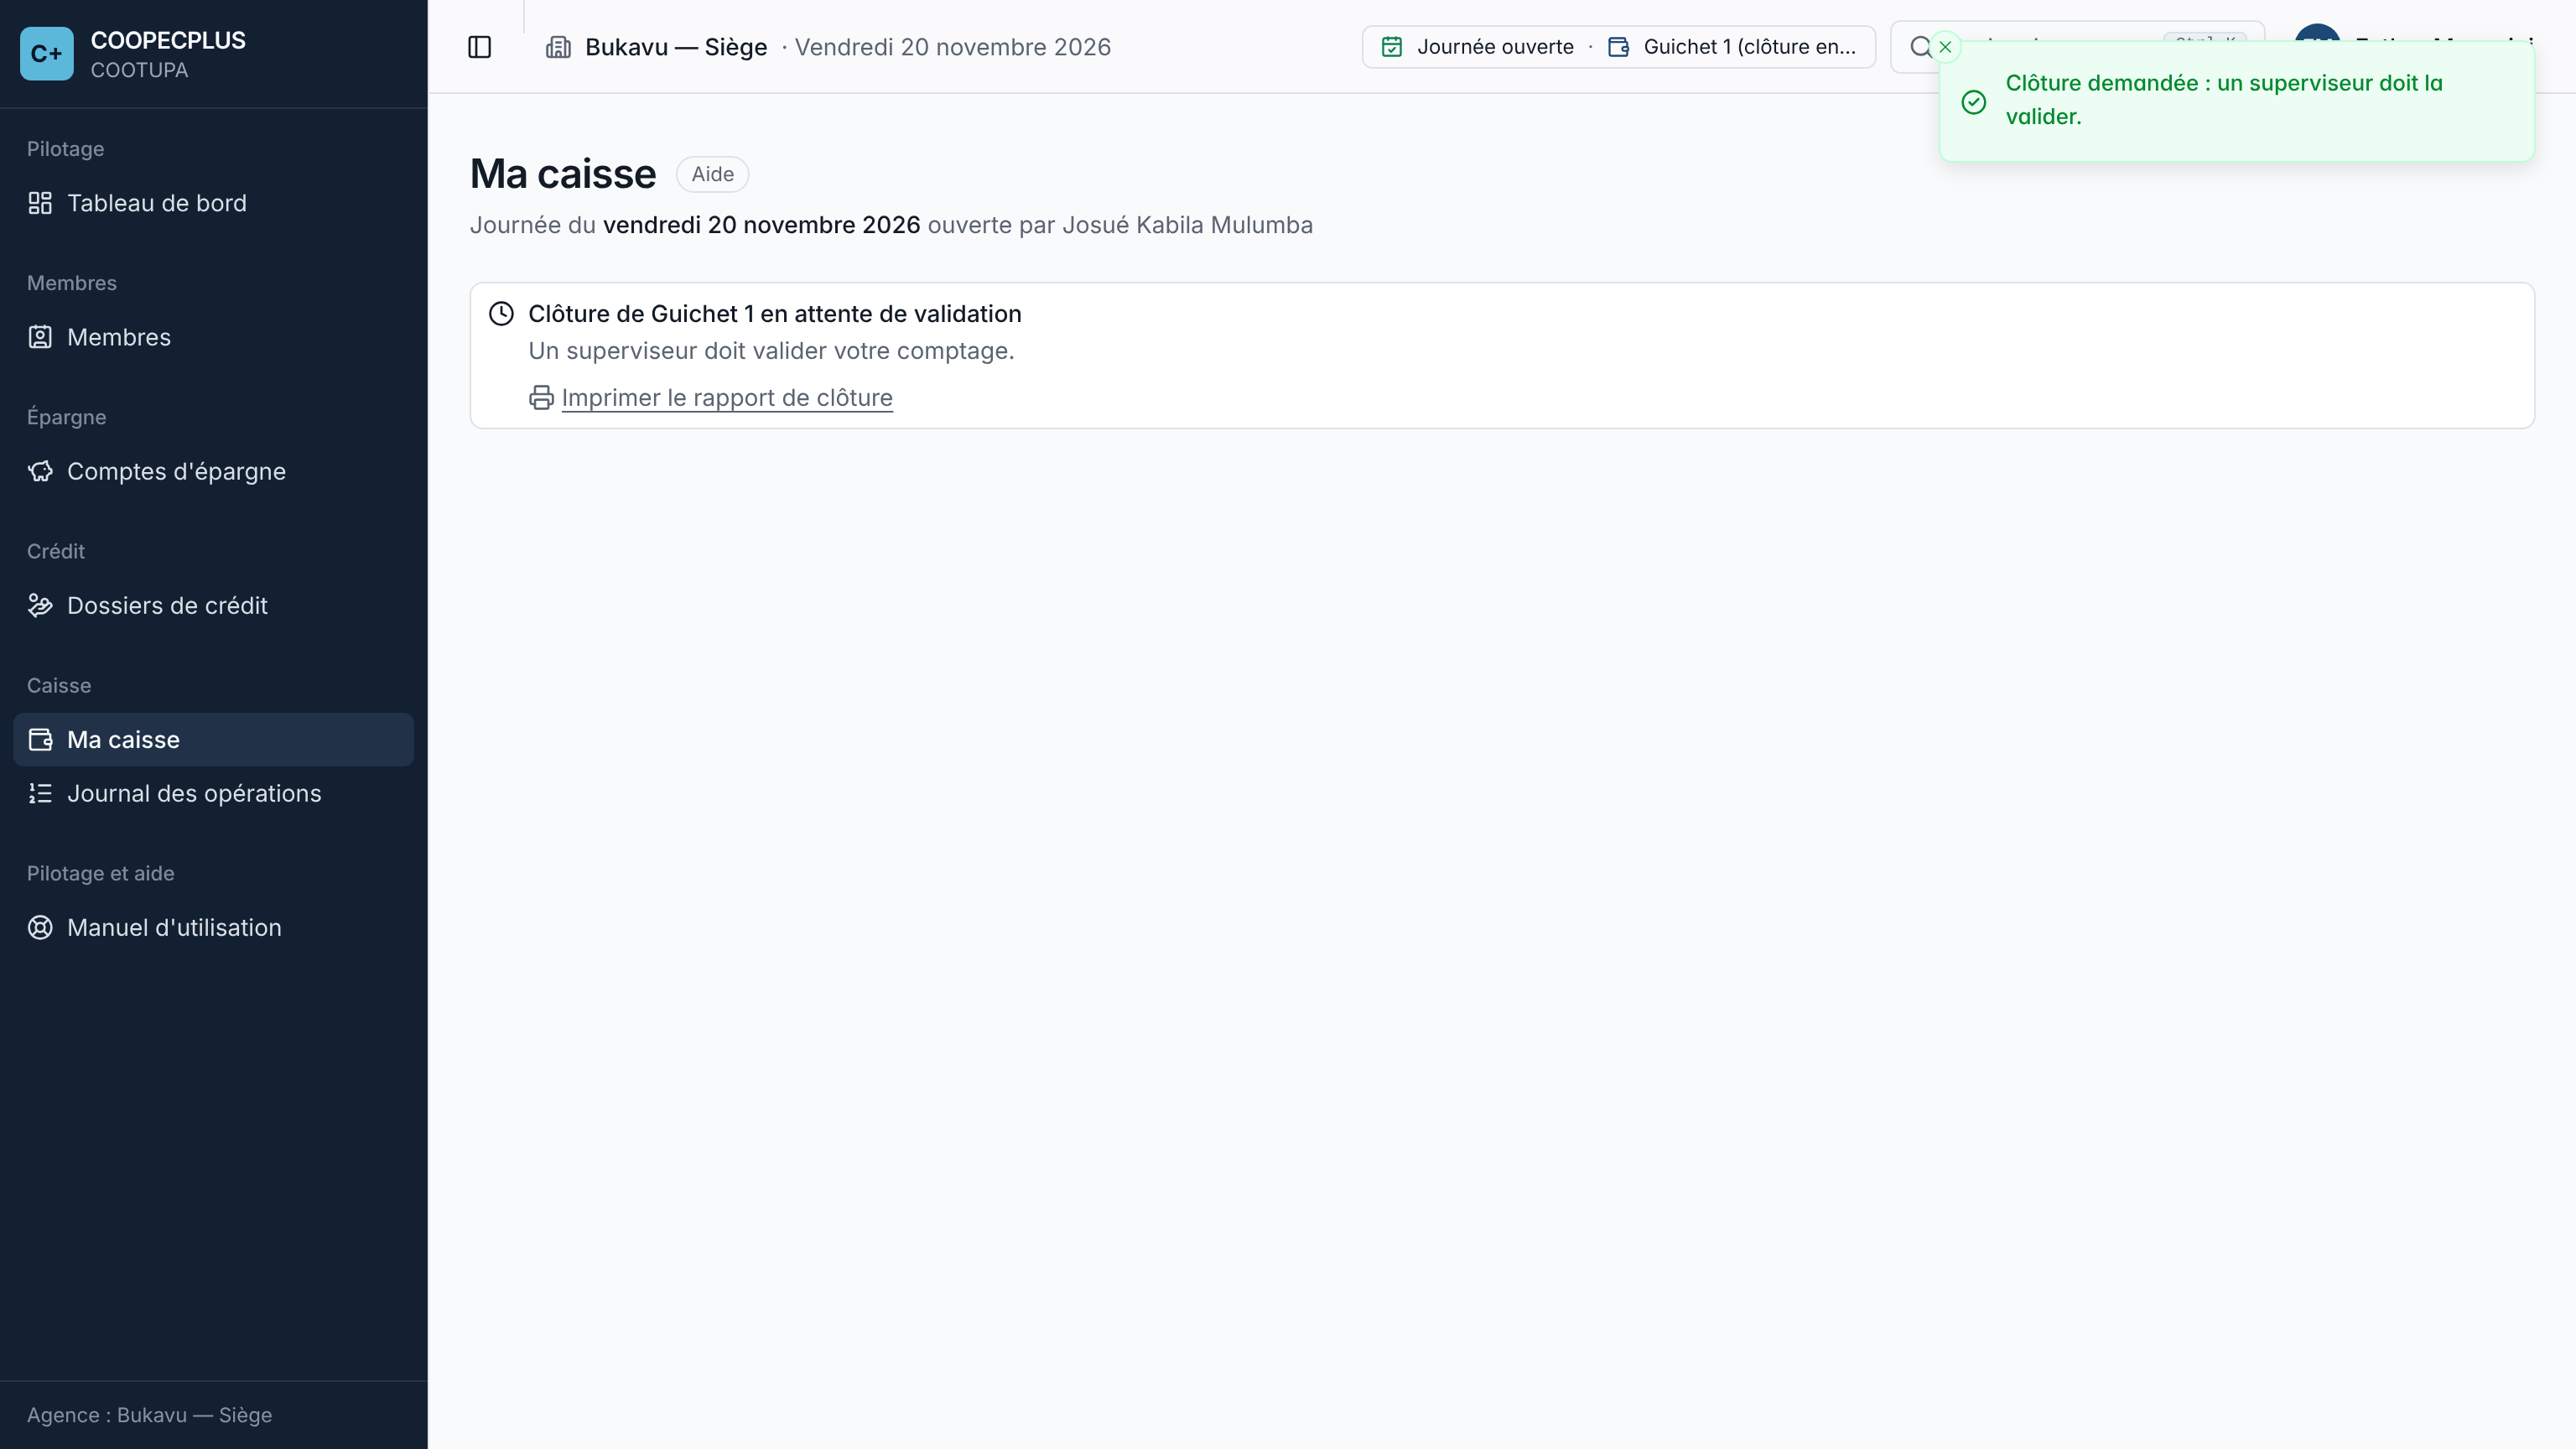 C+
COOPECPLUS
COOTUPA
Pilotage
Tableau de bord
Membres
Membres
Épargne
Comptes d'épargne
Crédit
Dossiers de crédit
Caisse
Ma caisse
Journal des opérations
Pilotage et aide
Manuel d'utilisation
Agence : Bukavu — Siège
Bukavu — Siège · Vendredi 20 novembre 2026
Journée ouverte · Guichet 1 (clôture en...
Clôture demandée : un superviseur doit la
valider.
Ma caisse Aide
Journée du vendredi 20 novembre 2026 ouverte par Josué Kabila Mulumba
Clôture de Guichet 1 en attente de validation
Un superviseur doit valider votre comptage.
Imprimer le rapport de clôture